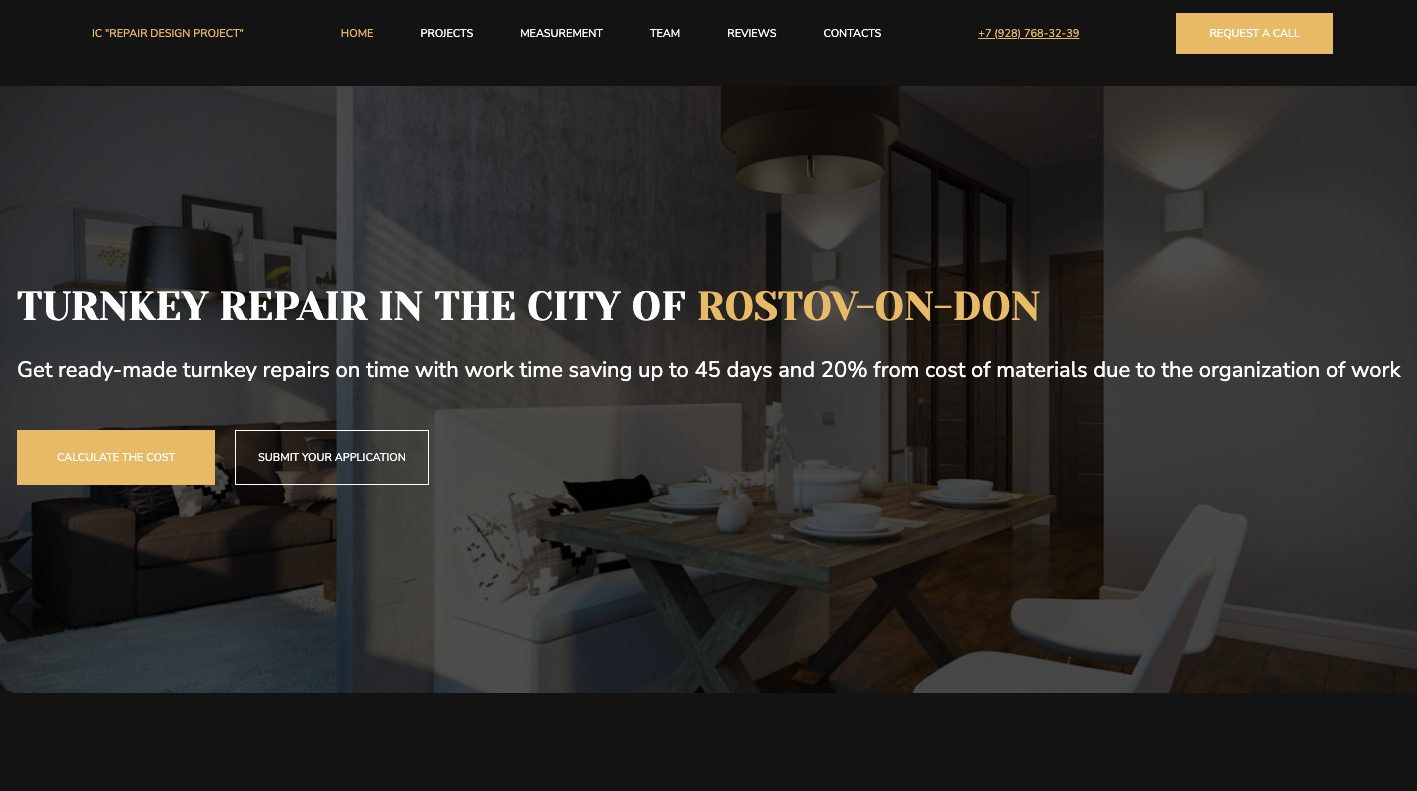 IC "REPAIR DESIGN PROJECT"
HOME
PROJECTS
MEASUREMENT
TEAM
REVIEWS
CONTACTS
+7 (928) 768-32-39
REQUEST A CALL
TURNKEY REPAIR IN THE CITY OF ROSTOV-ON-DON
Get ready-made turnkey repairs on time with work time saving up to 45 days and 20% from cost of materials due to the organization of work
CALCULATE THE COST
SUBMIT YOUR APPLICATION